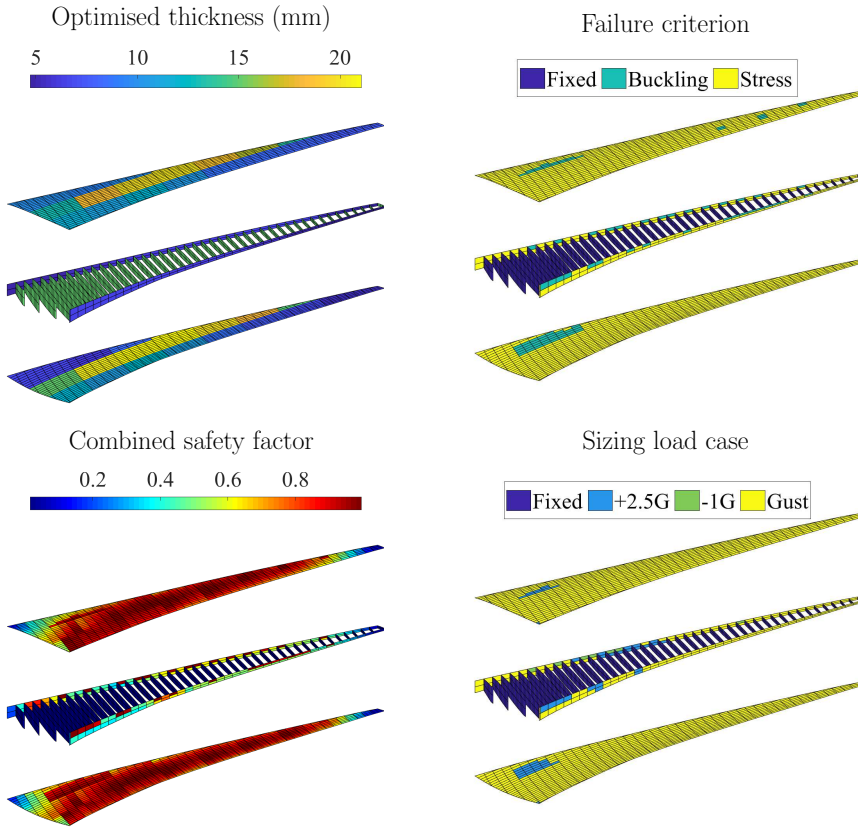 Optimised thickness (mm)
5 10 15 20
Failure criterion
Fixed Buckling Stress
Combined safety factor
0.2 0.4 0.6 0.8
Sizing load case
Fixed +2.5G -1G Gust